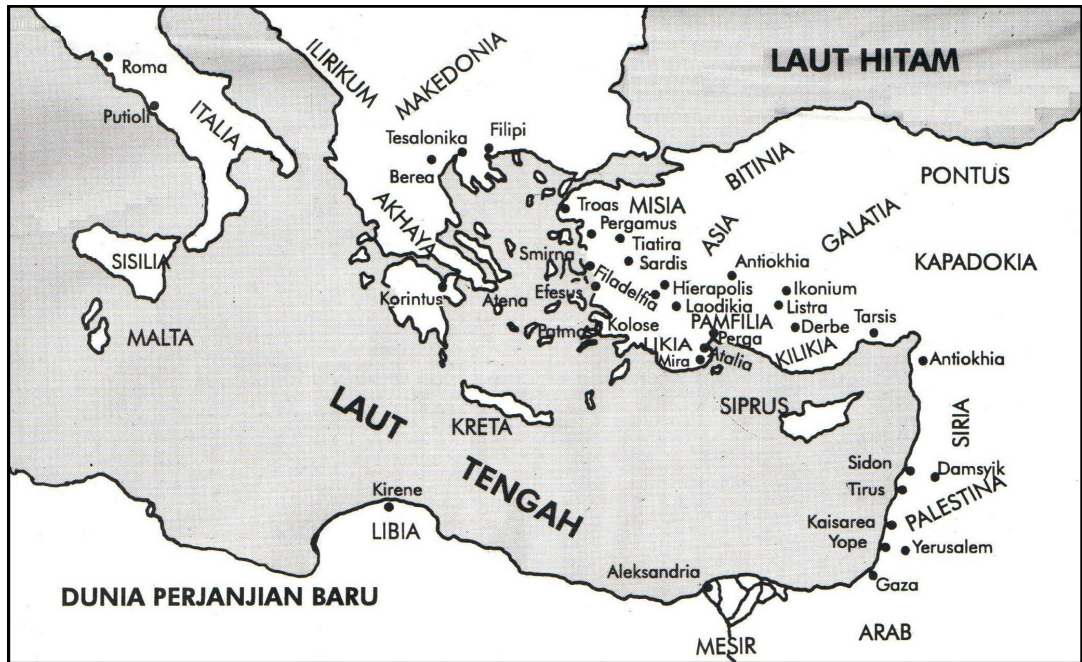 LAUT HITAM
ILIRIKUM
MAKEDONIA
Roma
Putioli
ITALIA
Tesalonika
Filipi
Berea
BITINIA
PONTUS
AKHAYA
Troas
MISIA
Pergamus
Tiatira
Sardis
ASIA
GALATIA
SISILIA
Smirna
Filadelfia
Antiokhia
KAPADOKIA
Korintus
Atena
Efesus
Hierapolis
Laodikia
Ikonium
Listra
MALTA
Patmo
Kolose
PAMFILIA
Perga
Derbe
Tarsis
LIKIA
Mira
Atalia
KILIKIA
Antiokhia
LAUT
TENGAH
KRETA
SIPRUS
SIRIA
Sidon
Damsyik
Tirus
PALESTINA
Kirene
LIBIA
Kaisarea
Yope
Yerusalem
Aleksandria
Gaza
DUNIA PERJANJIAN BARU
MESIR
ARAB